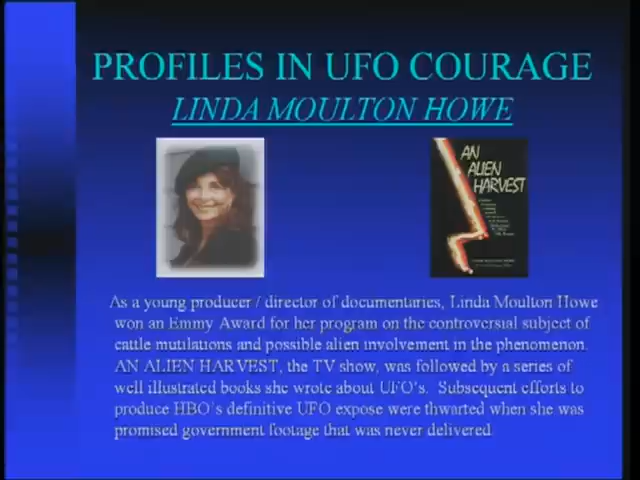 PROFILES IN UFO COURAGE
LINDA MOULTON HOWE
AN
ALIEN
HARVEST
As a young producer / director of documentaries, Linda Moulton Howe
won an Emmy Award for her program on the controversial subject of
cattle mutilations and possible alien involvement in the phenomenon.
AN ALIEN HARVEST, the TV show, was followed by a series of
well illustrated books she wrote about UFO's. Subsequent efforts to
produce HBO's definitive UFO expose were thwarted when she was
promised government footage that was never delivered.